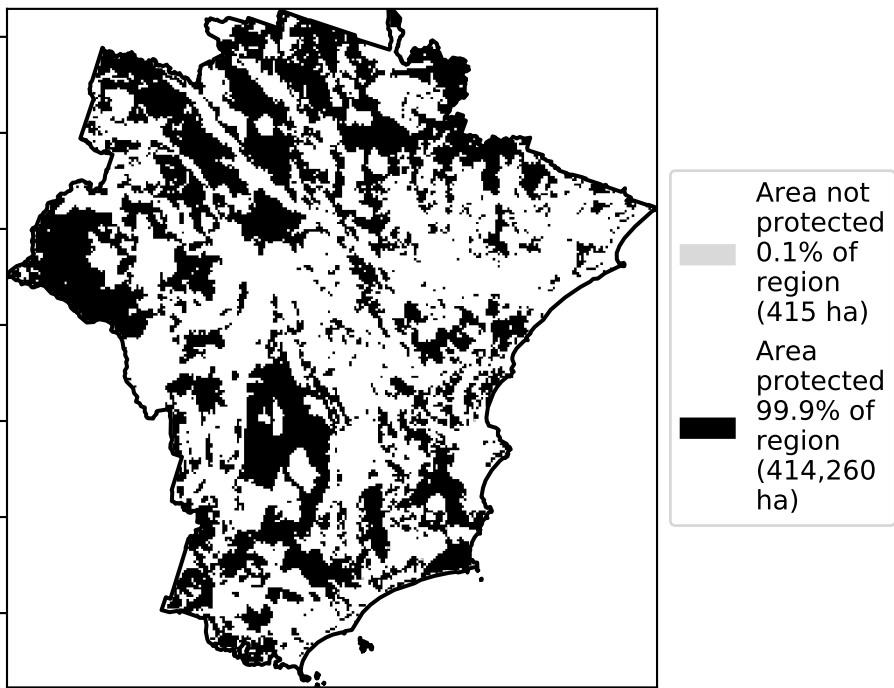 Area not
protected
0.1% of
region
(415 ha)
Area
protected
99.9% of
region
(414,260
ha)